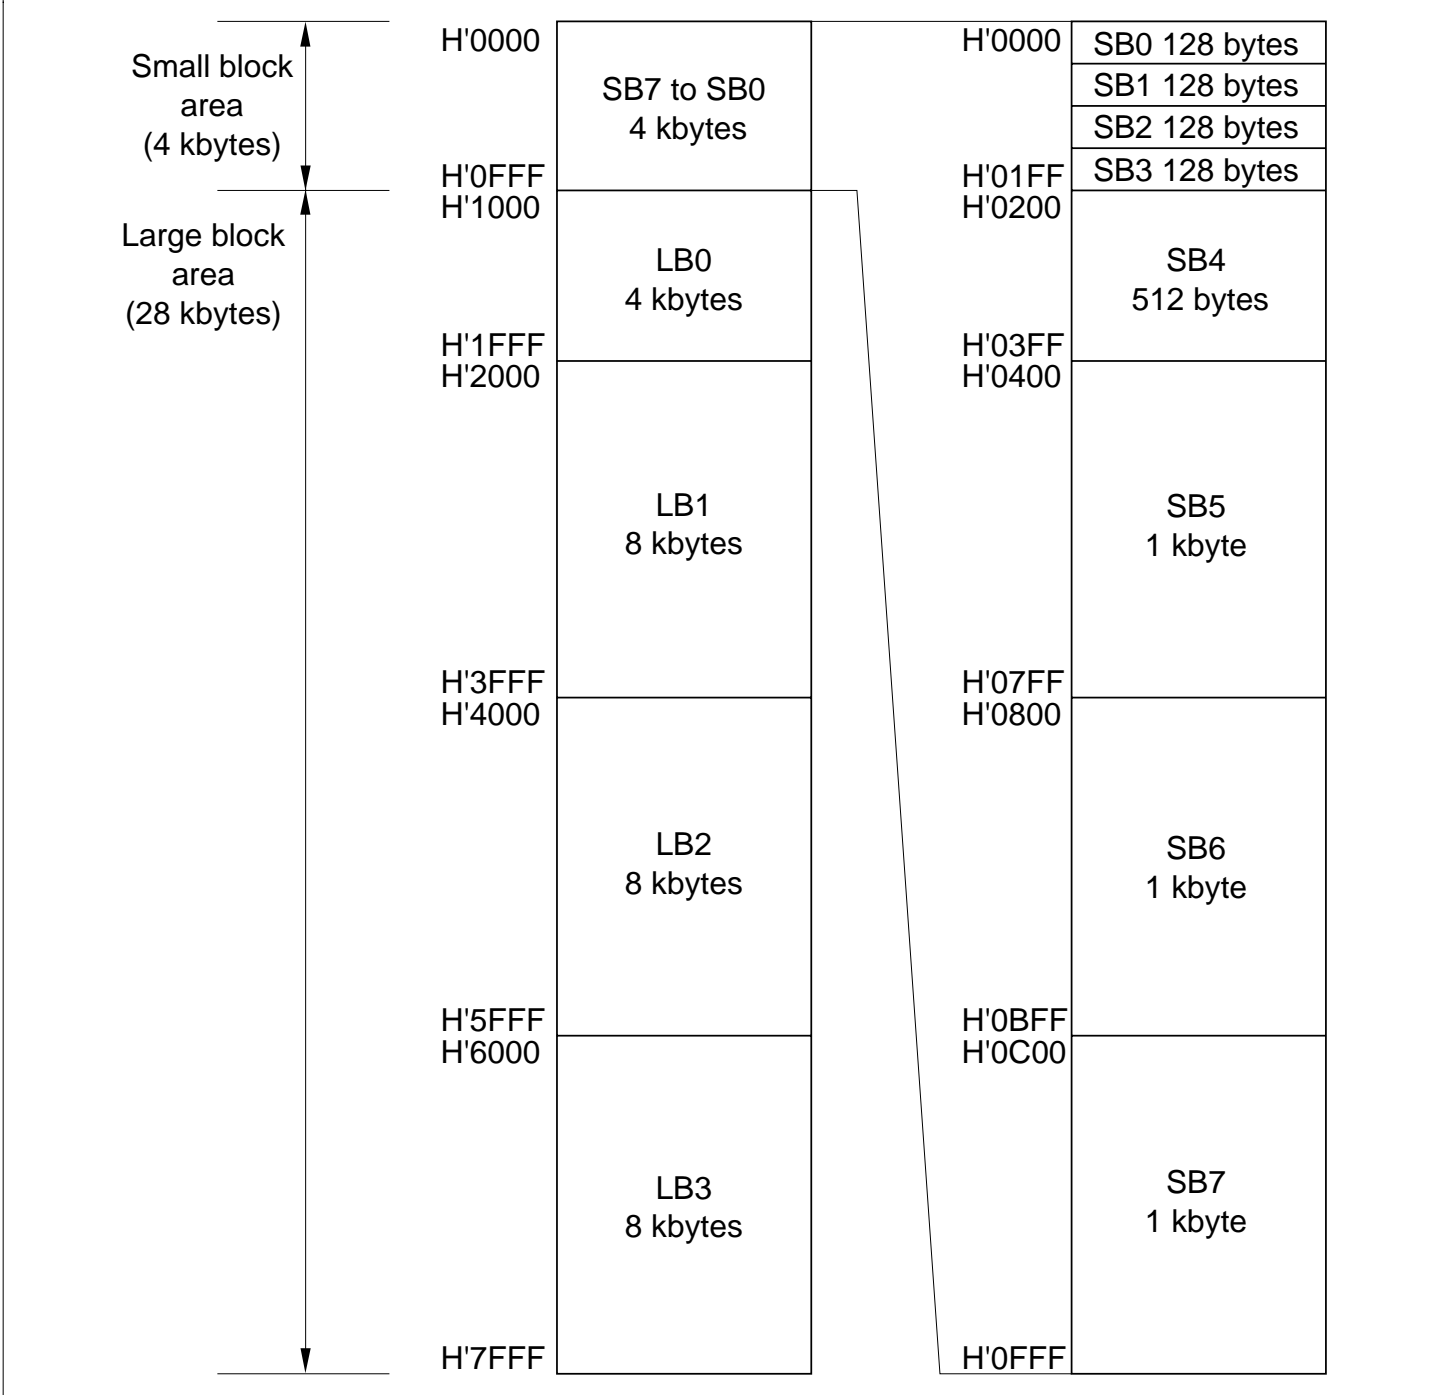 Small block
area
(4 kbytes)
Large block
area
(28 kbytes)
H'0000
SB7 to SB0
4 kbytes
H'0FFF
H'1000
LB0
4 kbytes
H'1FFF
H'2000
LB1
8 kbytes
H'3FFF
H'4000
LB2
8 kbytes
H'5FFF
H'6000
LB3
8 kbytes
H'7FFF
H'0000
SB0 128 bytes
SB1 128 bytes
SB2 128 bytes
SB3 128 bytes
H'01FF
H'0200
SB4
512 bytes
H'03FF
H'0400
SB5
1 kbyte
H'07FF
H'0800
SB6
1 kbyte
H'0BFF
H'0C00
SB7
1 kbyte
H'0FFF